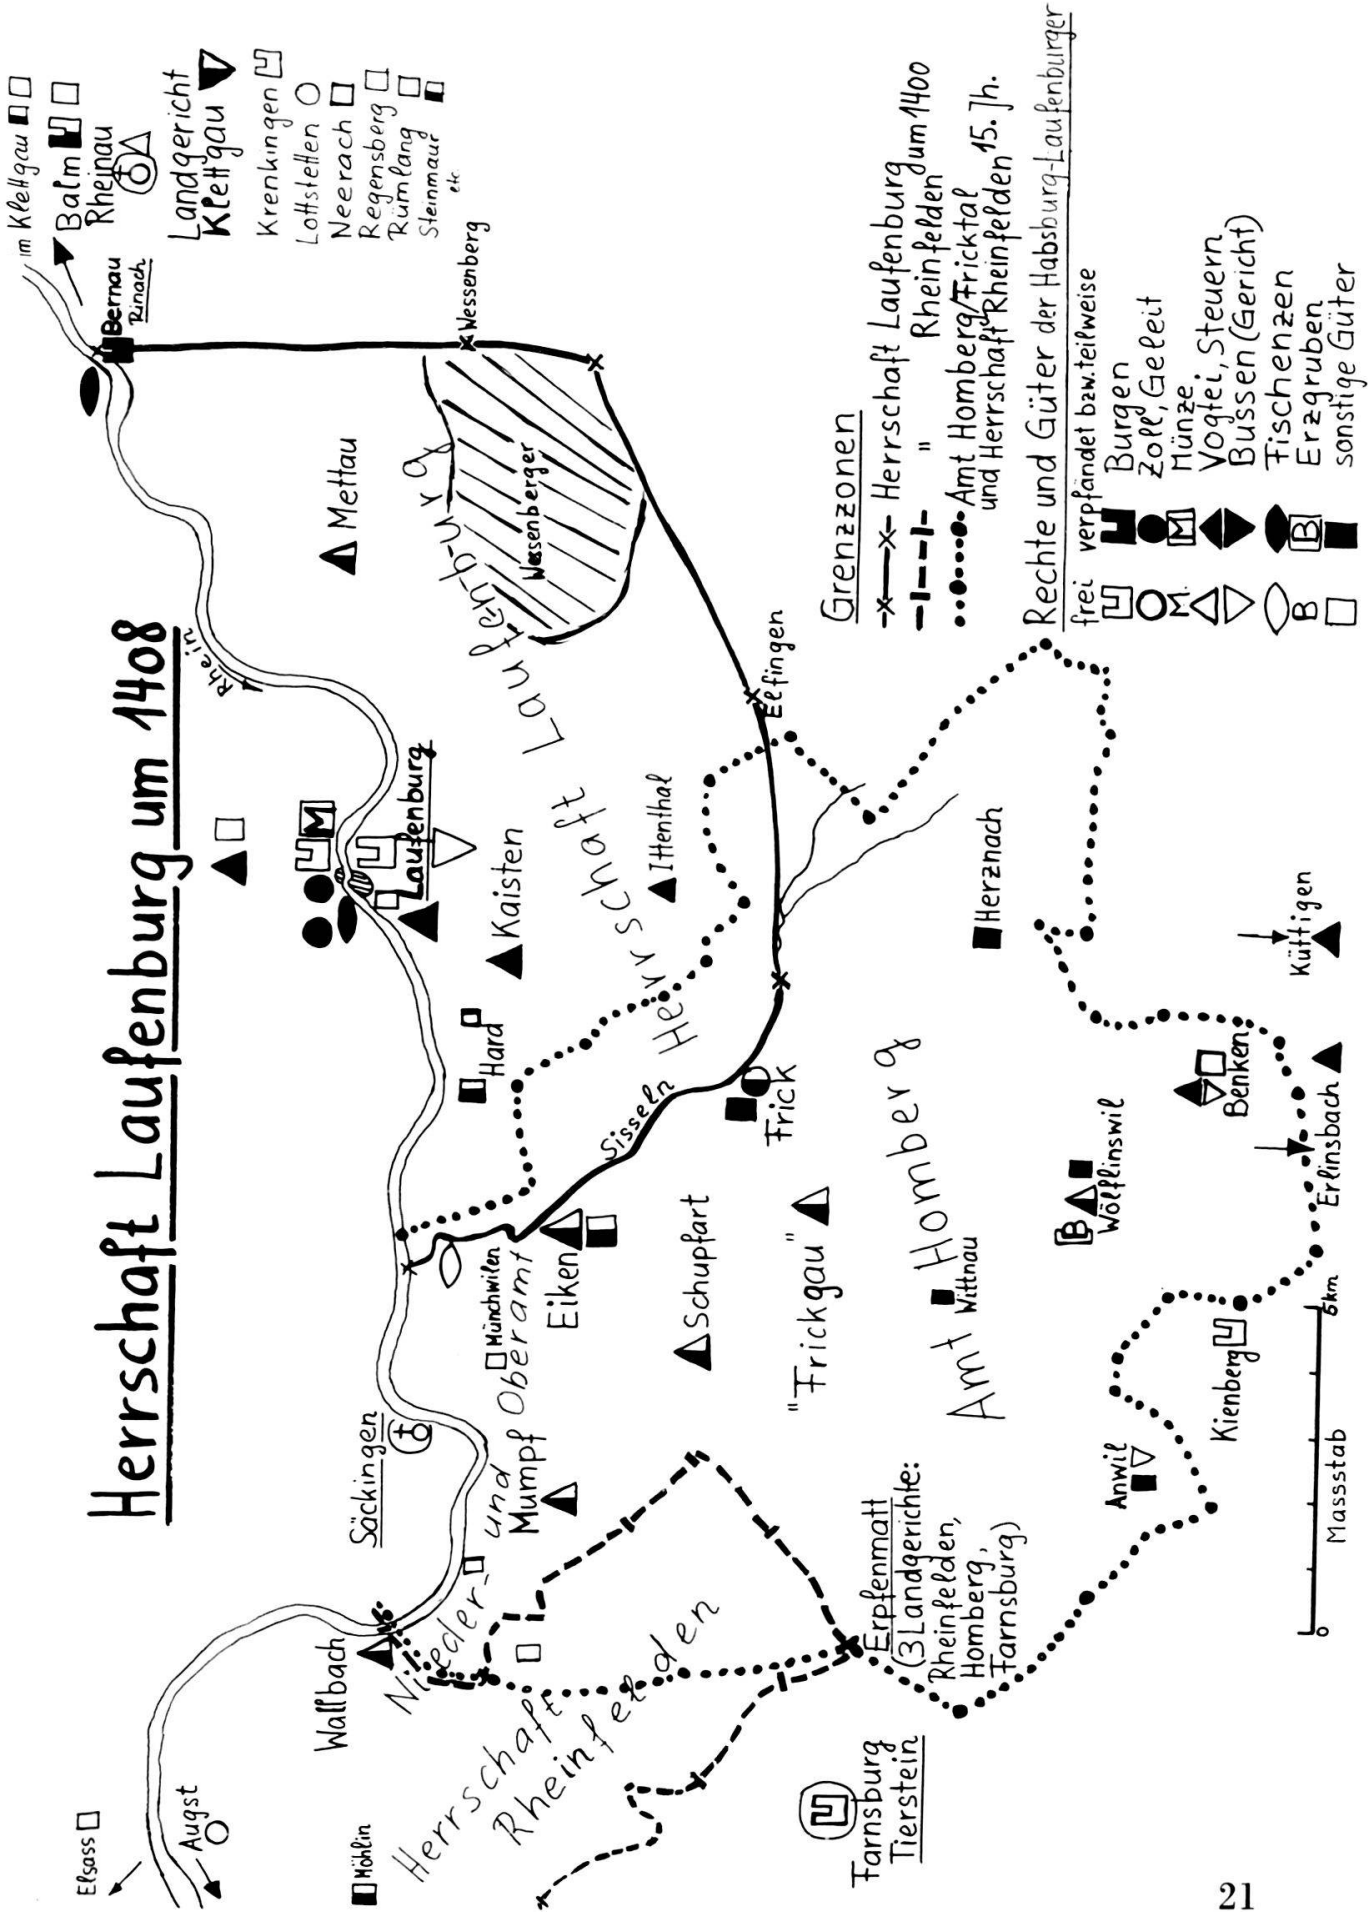 Herrschaft Laufenburg um 1408
Elsass
Augst
Möhlin
Wallbach
Säckingen
Rhein
Laufenburg
M
Mettau
Bernau
Rinach
im Klettgau
Balm
Rheinau
Landgericht
Klettgau
Krenkingen
Lottstetten
Neerach
Regensberg
Rümlang
Steinmaur
etc.
Wessenberg
Wessenberger
Herrschaft Laufenburg
Kaisten
Hard
Ittenthal
Elfingen
Sisseln
Frick
Münchwilen
Nieder-
und Oberamt
Mumpf
Eiken
Schupfart
"Frickgau"
Amt Homberg
Wittnau
Herznach
B
Wölflinswil
Benken
Küttigen
Erlinsbach
Kienberg
Anwil
Herrschaft
Rheinfelden
Erpfenmatt
(3 Landgerichte:
Rheinfelden,
Homberg,
Farnsburg)
Farnsburg
Tierstein
0
5km
Massstab
Grenzzonen
Herrschaft Laufenburg
" Rheinfelden um 1400
Amt Homberg/Fricktal
und Herrschaft Rheinfelden 15. Jh.
Rechte und Güter der Habsburg-Laufenburger
frei verpfändet bzw. teilweise
Burgen
Zoll, Geleit
M. M Münze
Vogtei, Steuern
Bussen (Gericht)
Fischenzen
B B Erzgruben
sonstige Güter
21